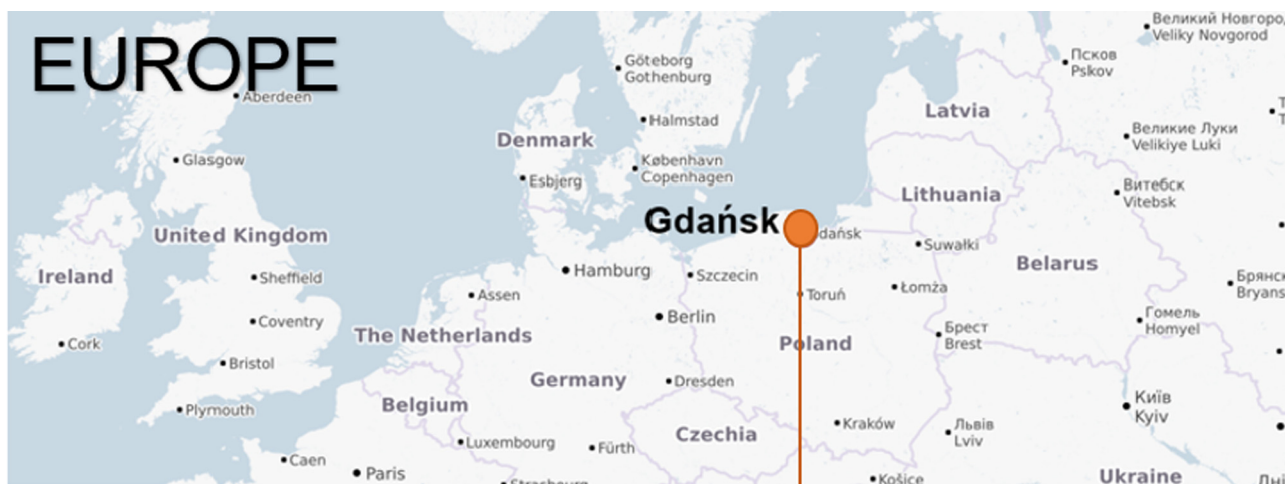 EUROPE
Великий Новгоро
Veliky Novgorod
Göteborg
Gothenburg
Псков
Pskov
Aberdeen
Latvia
Halmstad
Великие Луки
Velikiye Luki
Denmark
Glasgow
København
Copenhagen
Esbjerg
Lithuania
Витебск
Vitebsk
Gdańsk
dańsk
United Kingdom
Suwałki
Ireland
Sheffield
Hamburg
Szczecin
Belarus
Брянск
Bryans
Assen
Toruń
Łomża
Coventry
Berlin
Гомель
Homyel
The Netherlands
Poland
Брест
Brest
Cork
Bristol
Germany
Dresden
Belgium
Plymouth
Київ
Kyiv
Czechia
Kraków
Львів
Lviv
Luxembourg
Fürth
Caen
Paris
Košice
Ukraine